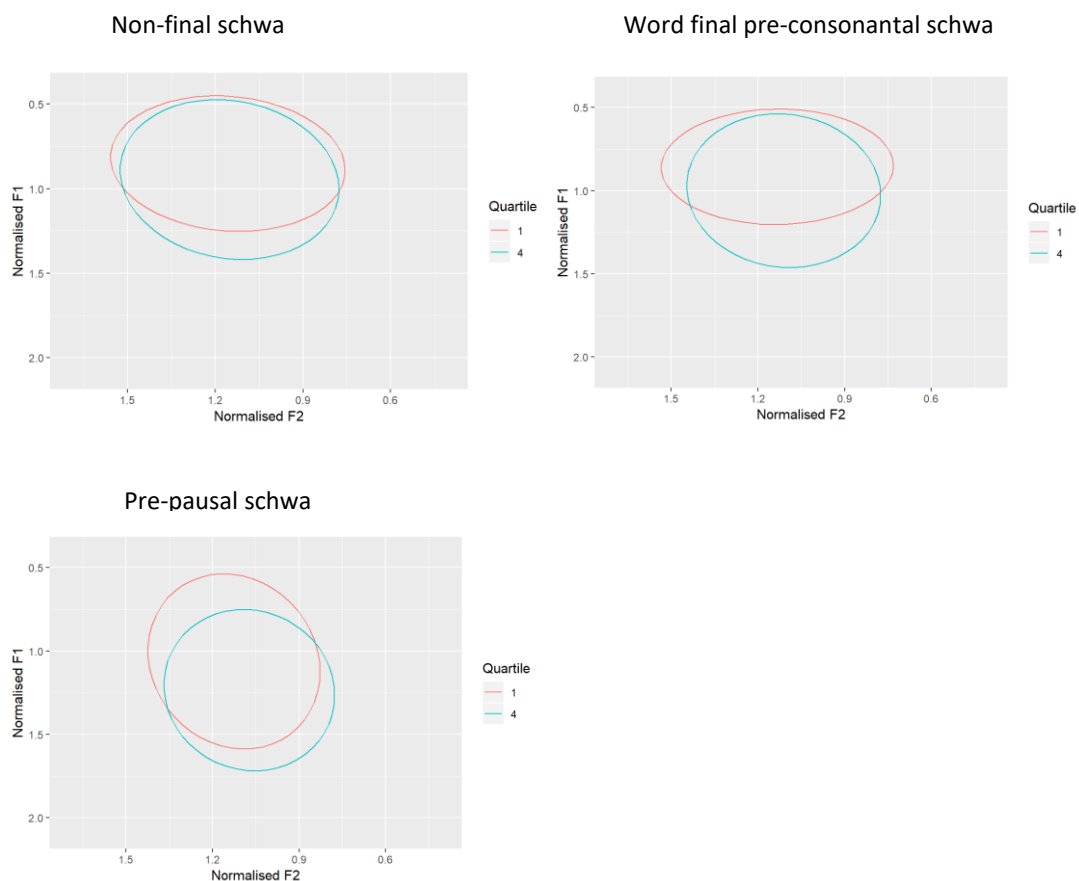 Non-final schwa
Normalised F1
0.5
1.0
1.5
2.0
1.5 1.2 0.9 0.6
Normalised F2
Quartile
1
4
Word final pre-consonantal schwa
Normalised F1
0.5
1.0
1.5
2.0
1.5 1.2 0.9 0.6
Normalised F2
Quartile
1
4
Pre-pausal schwa
Normalised F1
0.5
1.0
1.5
2.0
1.5 1.2 0.9 0.6
Normalised F2
Quartile
1
4